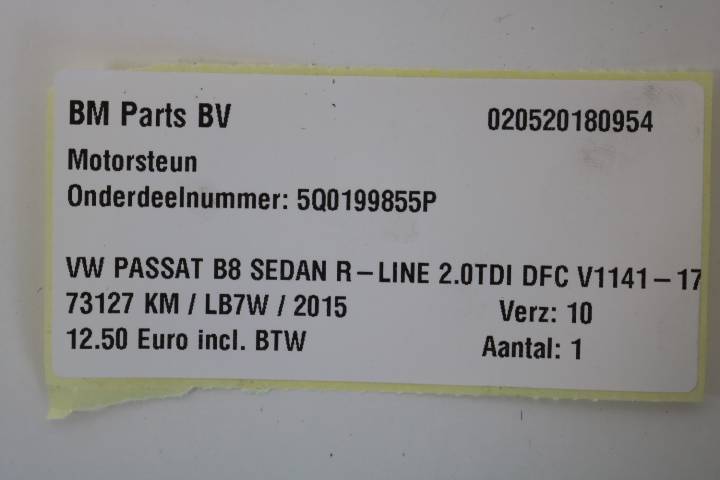 BM Parts BV 020520180954
Motorsteun
Onderdeelnummer: 5Q0199855P
VW PASSAT B8 SEDAN R-LINE 2.0TDI DFC V1141-17
73127 KM / LB7W / 2015 Verz: 10
12.50 Euro incl. BTW Aantal: 1